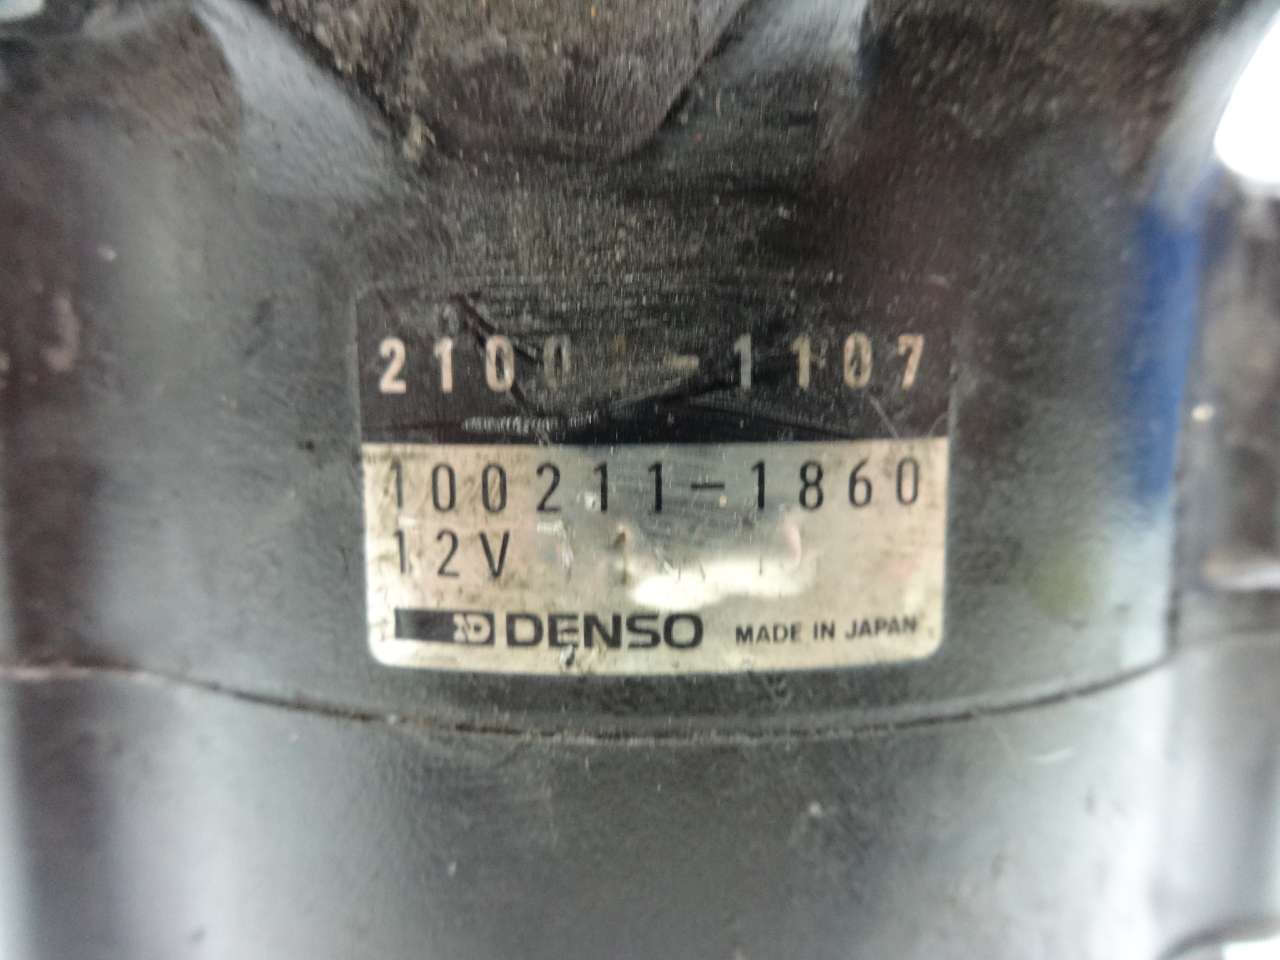 2100 -1107
100211-1860
12V
DENSO MADE IN JAPAN